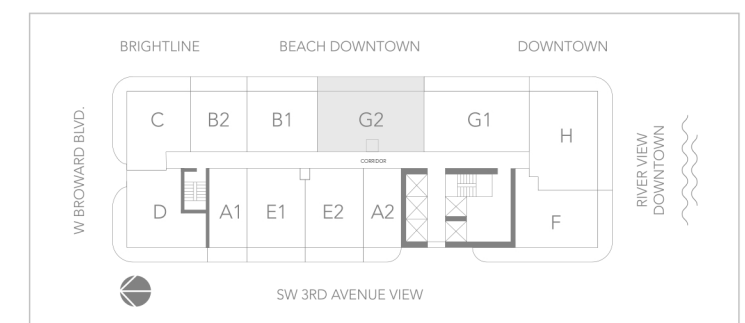 BRIGHTLINE BEACH DOWNTOWN DOWNTOWN
W BROWARD BLVD.
C B2 B1 G2 G1 H
CORRIDOR
D A1 E1 E2 A2 F
RIVER VIEW
DOWNTOWN
SW 3RD AVENUE VIEW